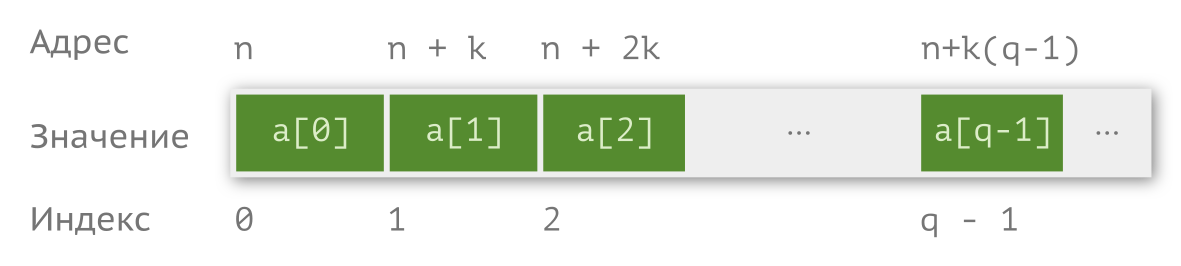 Адрес n n + k n + 2k n+k(q-1)
Значение a[0] a[1] a[2] ... a[q-1] ...
Индекс 0 1 2 q - 1